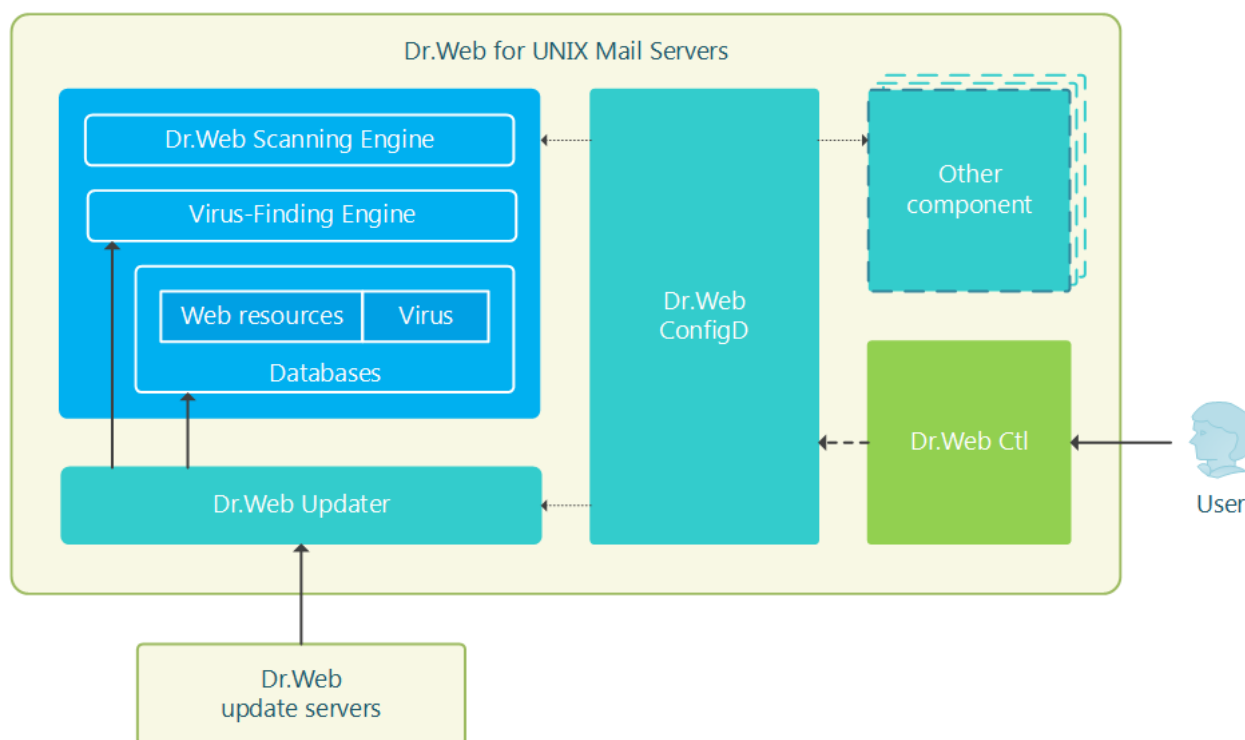 Dr.Web for UNIX Mail Servers
Dr.Web Scanning Engine
Virus-Finding Engine
Web resources
Virus
Databases
Dr.Web Updater
Dr.Web
ConfigD
Other
component
Dr.Web Ctl
User
Dr.Web
update servers